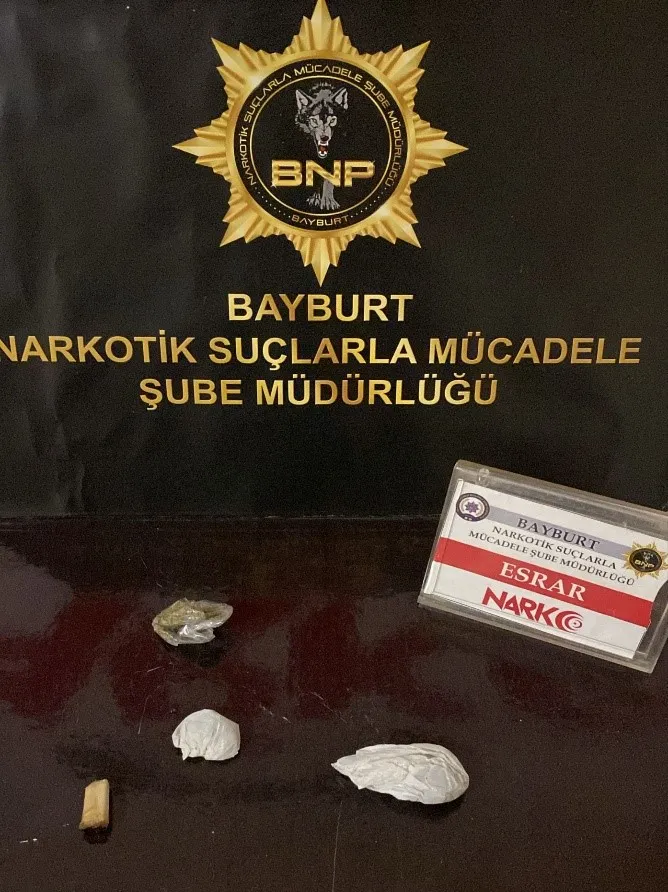 NARKOTİK SUÇLARLA MÜCADELE ŞUBE MÜDÜRLÜĞÜ
BNP
BAYBURT
BAYBURT
NARKOTİK SUÇLARLA MÜCADELE
ŞUBE MÜDÜRLÜĞÜ
BAYBURT
NARKOTİK SUÇLARLA
MÜCADELE ŞUBE MÜDÜRLÜĞÜ
BNP
ESRAR
NARKO